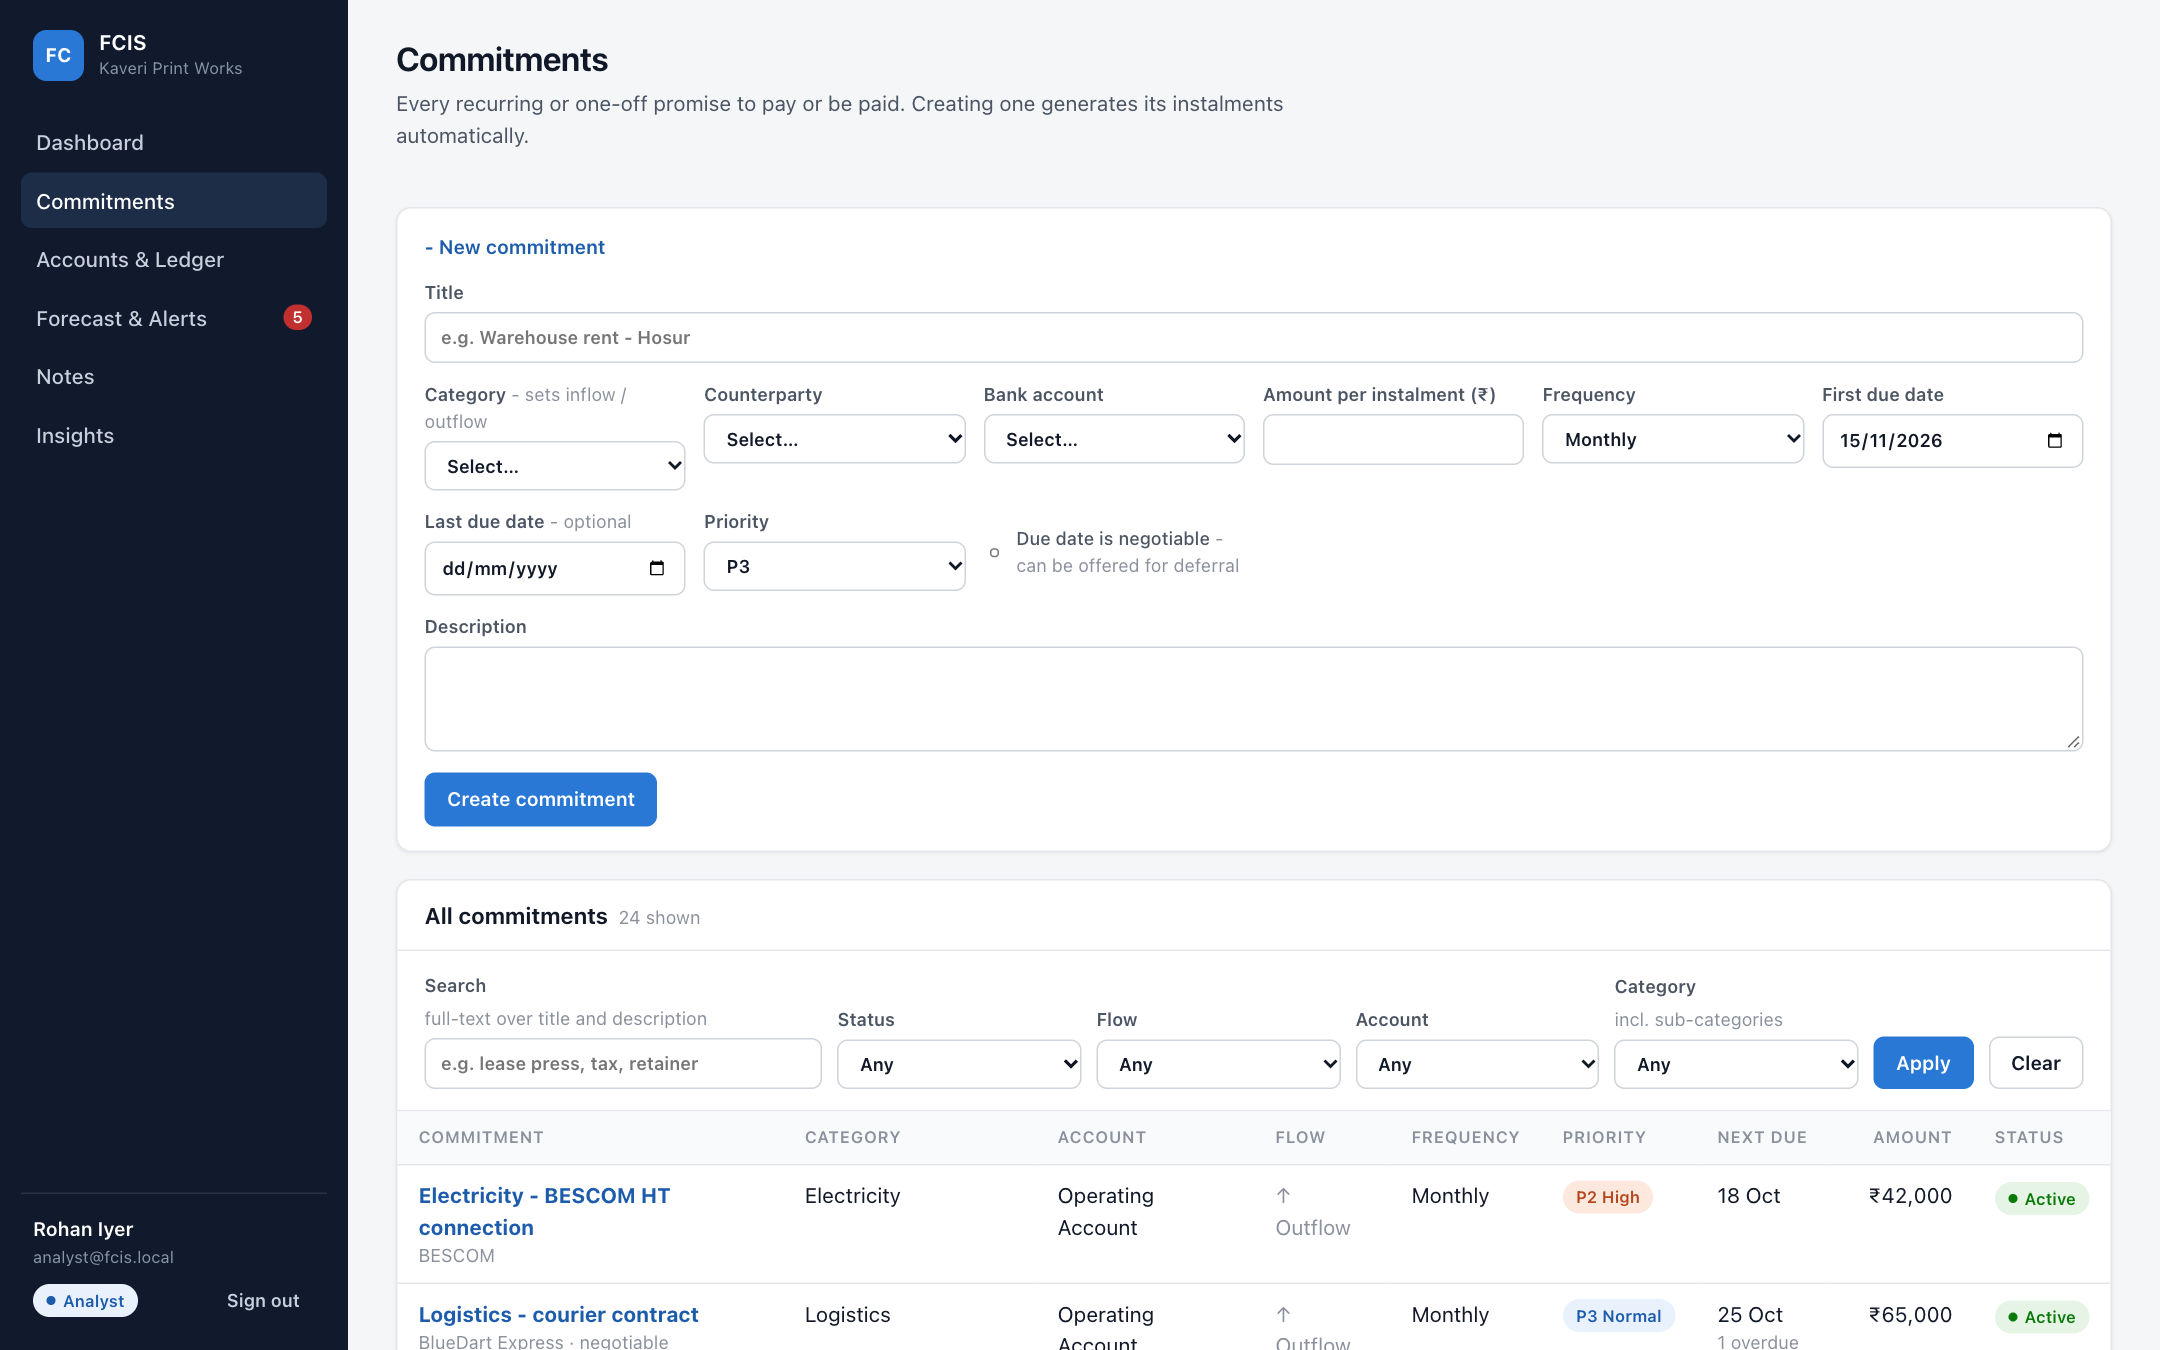 FC
FCIS
Kaveri Print Works
Dashboard
Commitments
Accounts & Ledger
Forecast & Alerts
5
Notes
Insights
Rohan Iyer
analyst@fcis.local
Analyst
Sign out
Commitments
Every recurring or one-off promise to pay or be paid. Creating one generates its instalments
automatically.
- New commitment
Title
e.g. Warehouse rent - Hosur
Category - sets inflow /
outflow
Select...
Counterparty
Select...
Bank account
Select...
Amount per instalment (₹)
Frequency
Monthly
First due date
15/11/2026
Last due date - optional
dd/mm/yyyy
Priority
P3
Due date is negotiable -
can be offered for deferral
Description
Create commitment
All commitments 24 shown
Search
full-text over title and description
e.g. lease press, tax, retainer
Status
Any
Flow
Any
Account
Any
Category
incl. sub-categories
Any
Apply
Clear
COMMITMENT CATEGORY ACCOUNT FLOW FREQUENCY PRIORITY NEXT DUE AMOUNT STATUS
Electricity - BESCOM HT
connection
BESCOM
Electricity
Operating
Account
↑
Outflow
Monthly
P2 High
18 Oct
₹42,000
Active
Logistics - courier contract
BlueDart Express · negotiable
Logistics
Operating
Account
↑
Outflow
Monthly
P3 Normal
25 Oct
1 overdue
₹65,000
Active